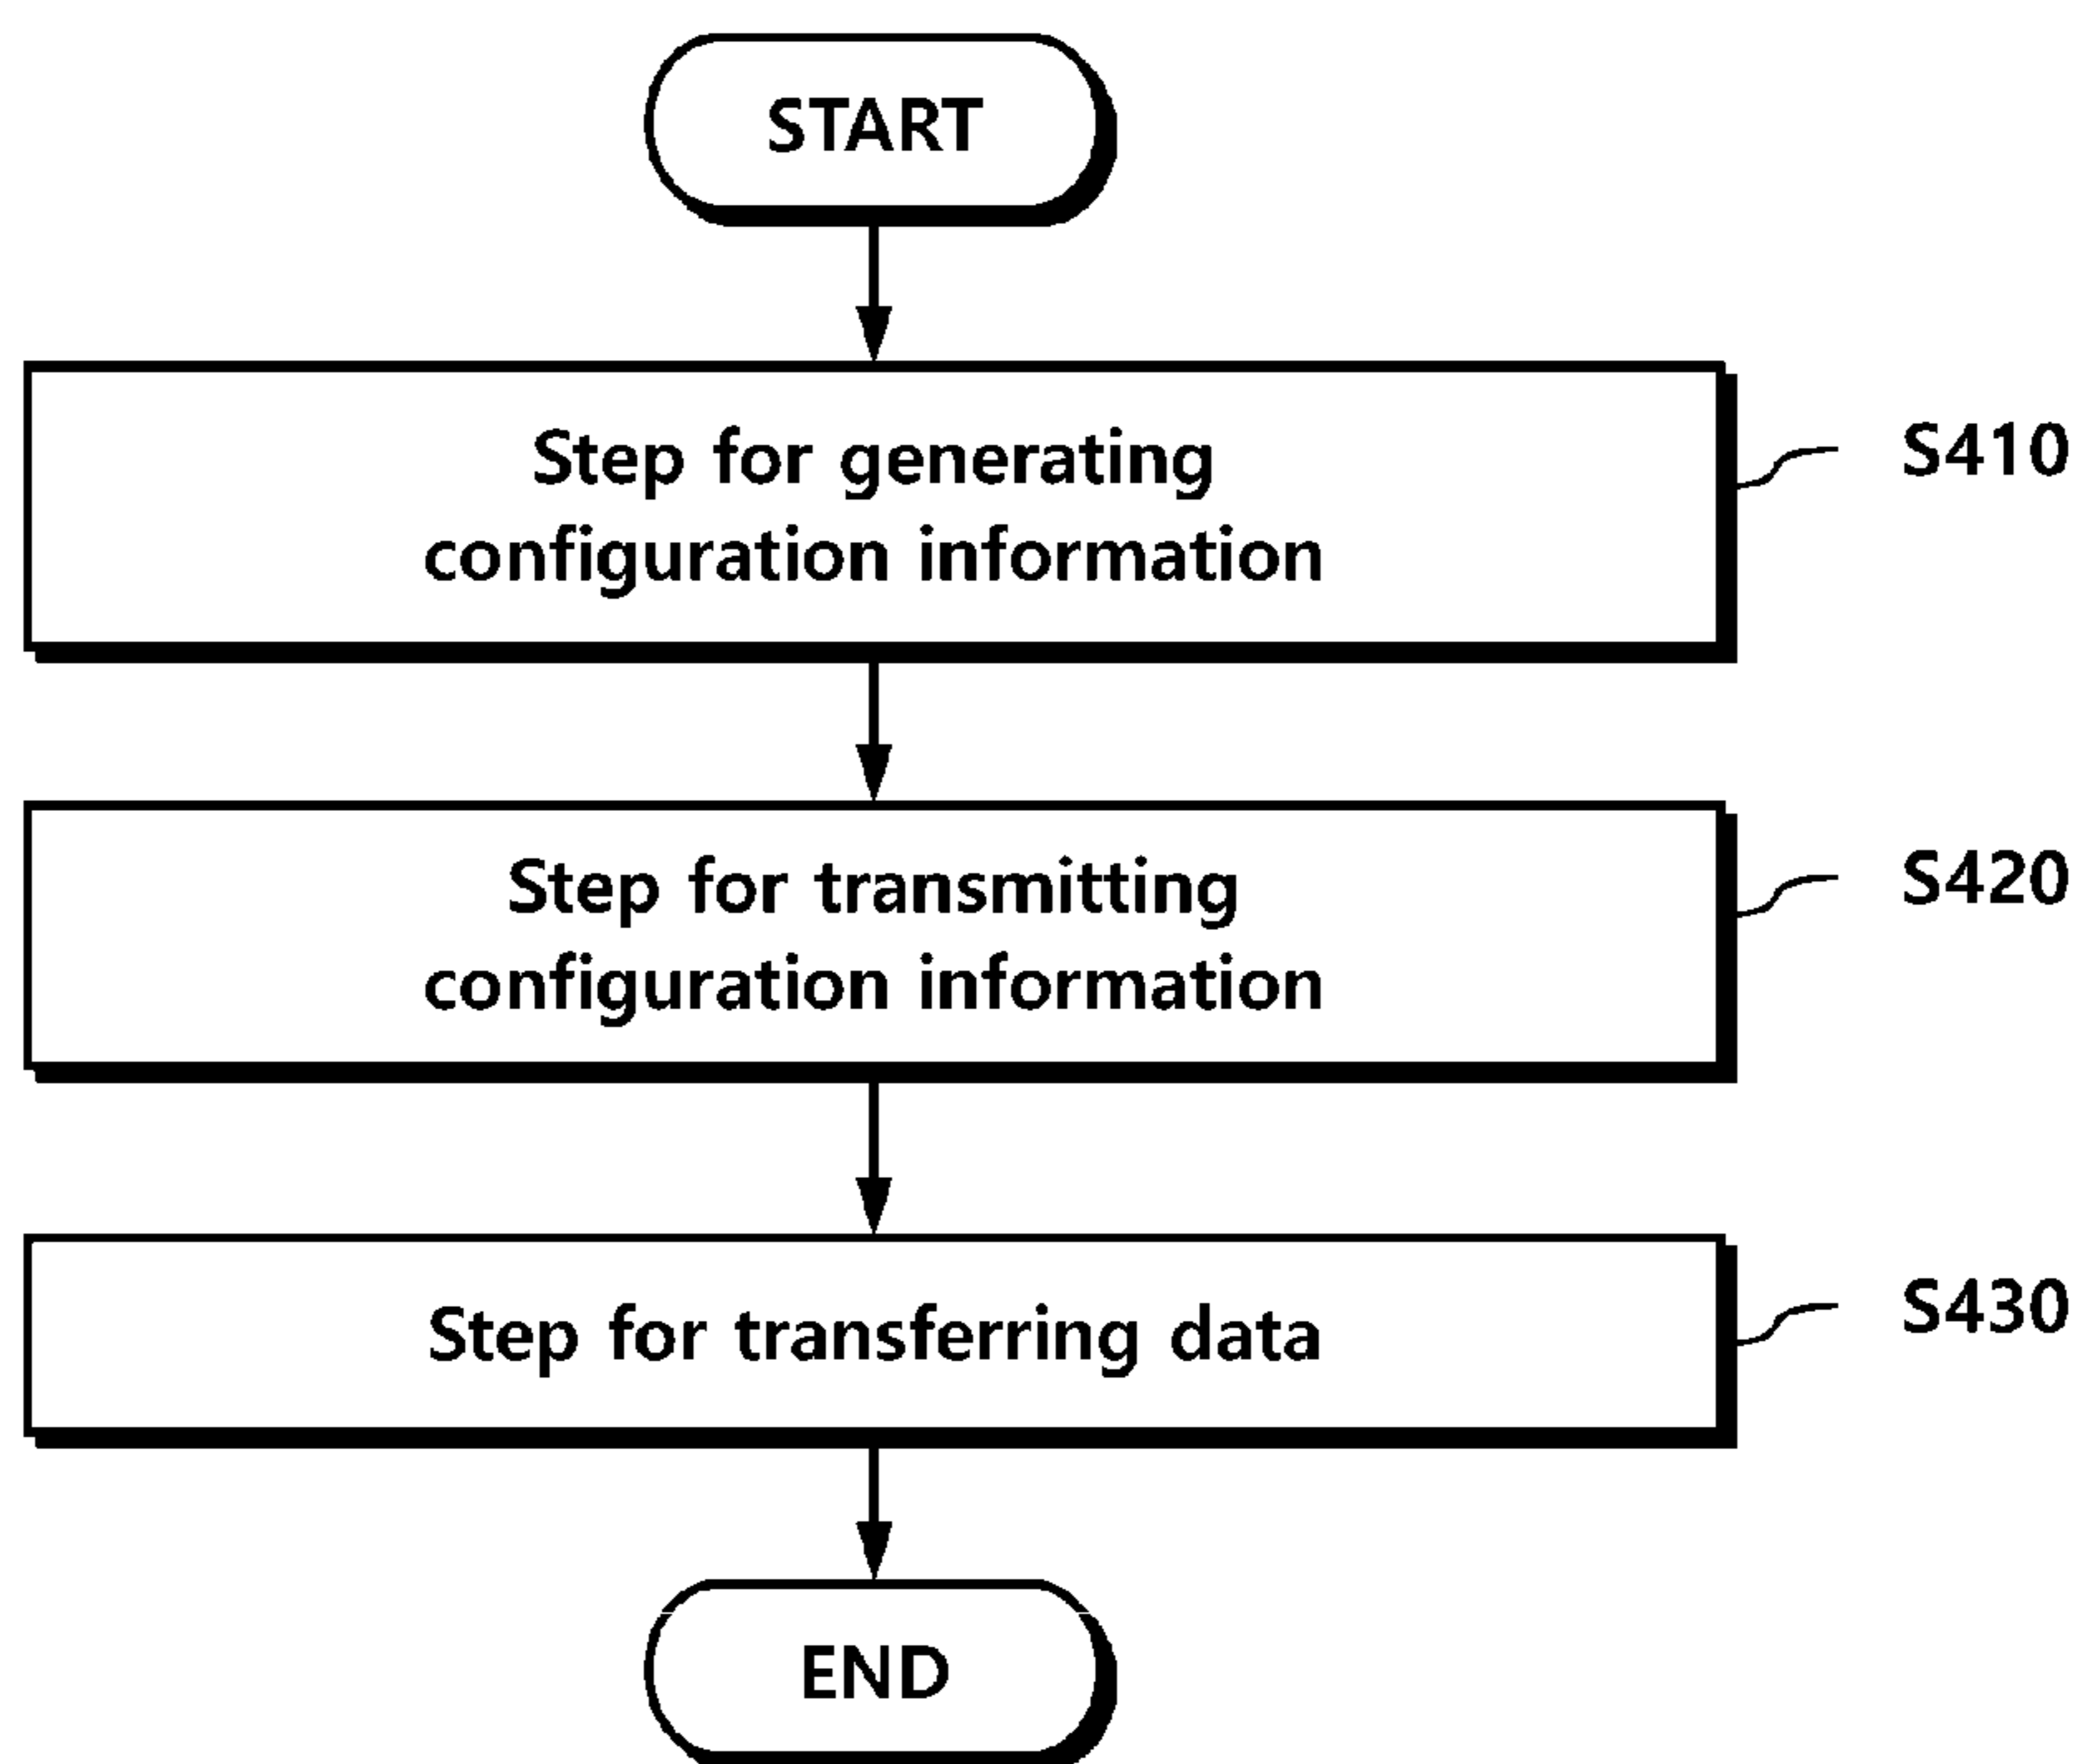 START
Step for generating
configuration information
S410
Step for transmitting
configuration information
S420
Step for transferring data
S430
END